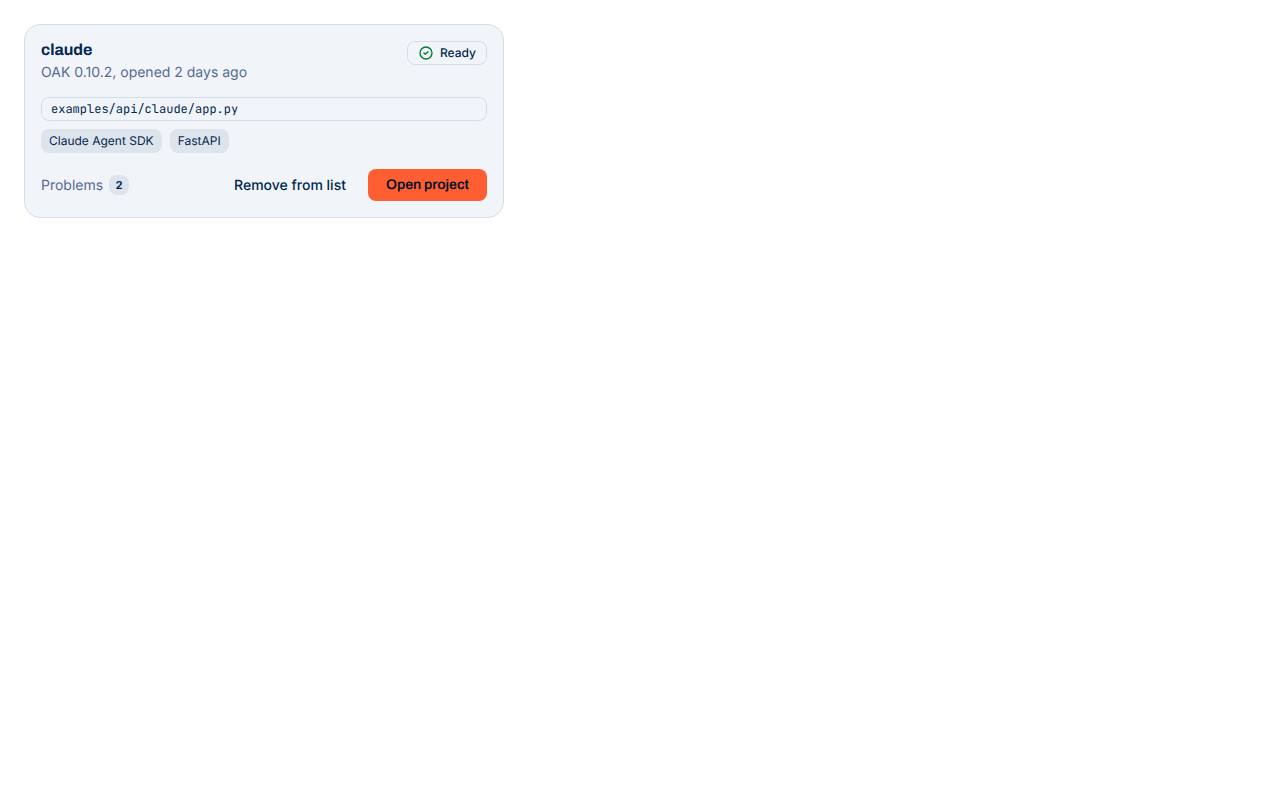 claude
Ready
OAK 0.10.2, opened 2 days ago
examples/api/claude/app.py
Claude Agent SDK FastAPI
Problems 2 Remove from list Open project